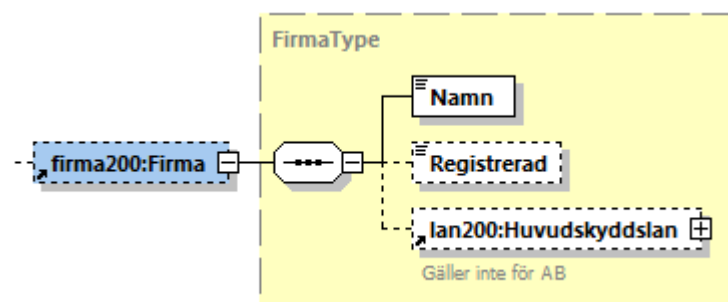 FirmaType
Namn
firma200:Firma
Registrerad
lan200:Huvudskyddslan
Gäller inte för AB